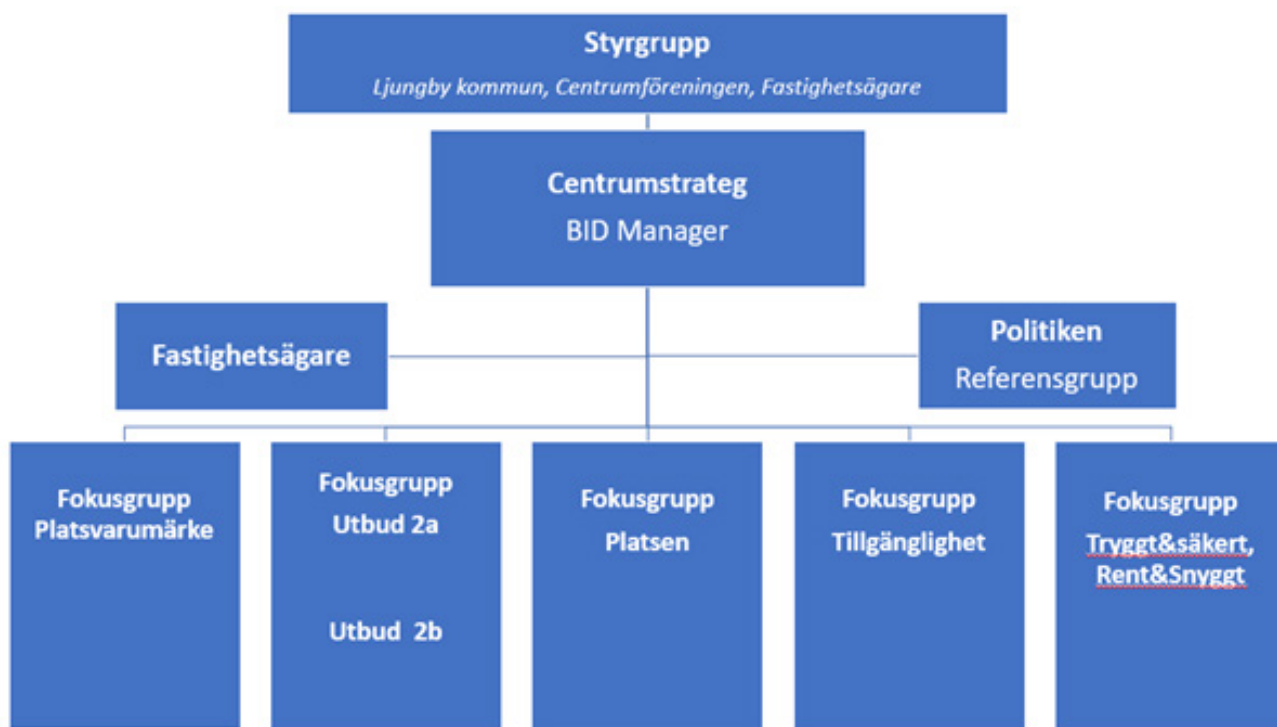 Styrgrupp
Ljungby kommun, Centrumföreningen, Fastighetsägare
Centrumstrateg
BID Manager
Fastighetsägare
Politiken
Referensgrupp
Fokusgrupp
Platsvarumärke
Fokusgrupp
Utbud 2a
Utbud 2b
Fokusgrupp
Platsen
Fokusgrupp
Tillgänglighet
Fokusgrupp
Tryggt&säkert,
Rent&Snyggt